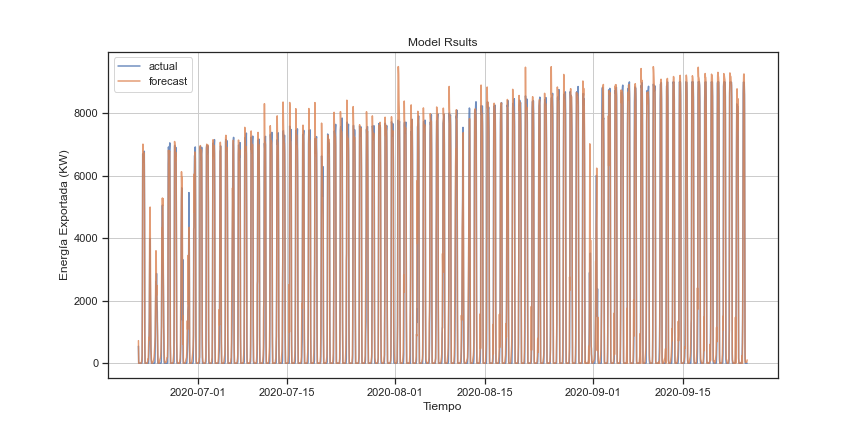 Model Rsults
actual
forecast
8000
6000
4000
2000
0
Energía Exportada (KW)
2020-07-01 2020-07-15 2020-08-01 2020-08-15 2020-09-01 2020-09-15
Tiempo